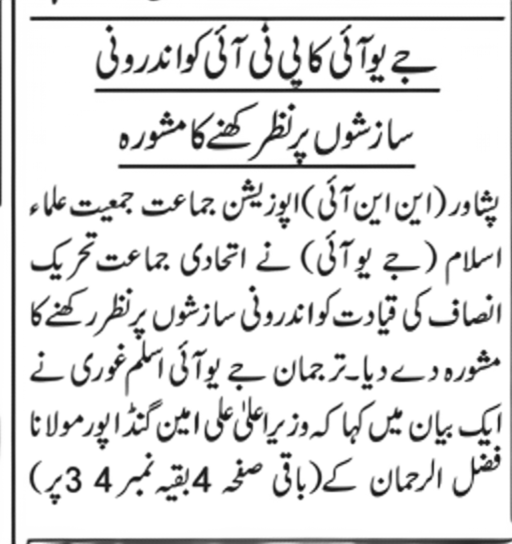 جے یو آئی کا پی ٹی آئی کو اندرونی
سازشوں پر نظر رکھنے کا مشورہ
پشاور (این این آئی) اپوزیشن جماعت جمعیت علماء
اسلام (جے یو آئی) نے اتحادی جماعت تحریک
انصاف کی قیادت کو اندرونی سازشوں پر نظر رکھنے کا
مشورہ دے دیا۔ ترجمان جے یو آئی اسلم غوری نے
ایک بیان میں کہا کہ وزیراعلیٰ علی امین گنڈا پور مولانا
فضل الرحمان کے (باقی صفحہ 4 بقیہ نمبر 34 پر)